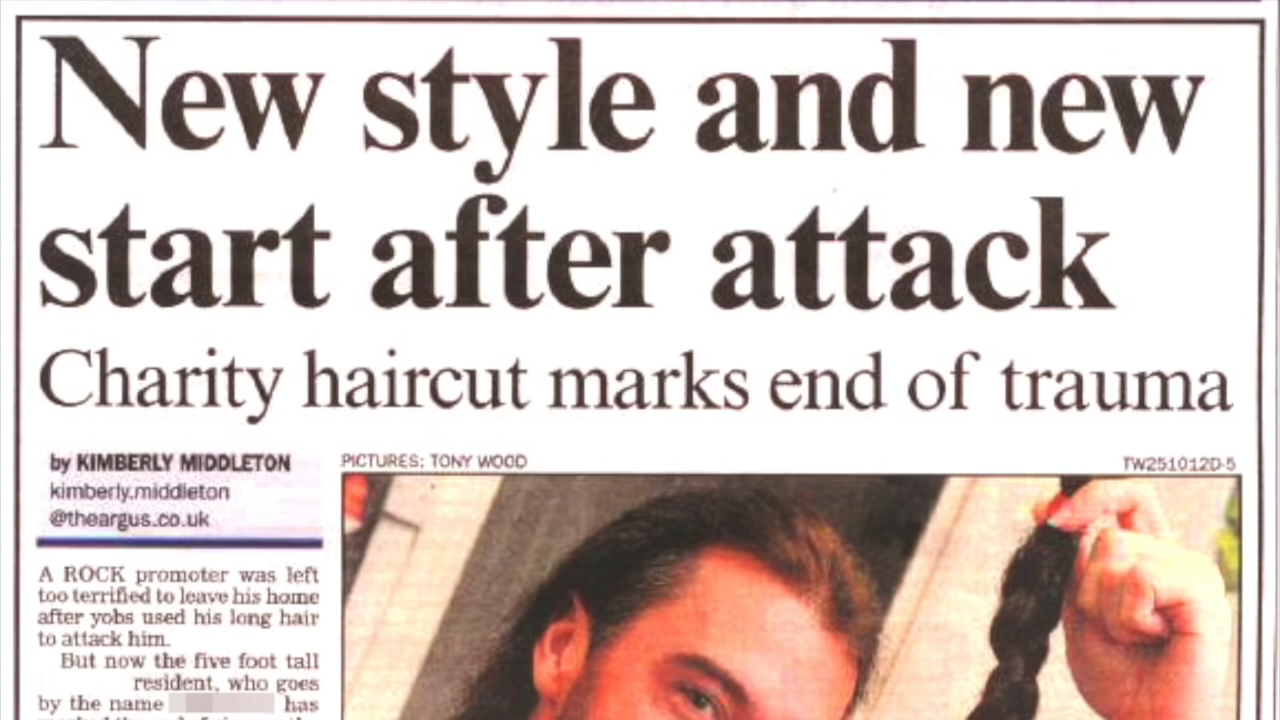 New style and new
start after attack
Charity haircut marks end of trauma
by KIMBERLY MIDDLETON
kimberly.middleton
@theargus.co.uk
PICTURES: TONY WOOD
TW251012D-5
A ROCK promoter was left
too terrified to leave his home
after yobs used his long hair
to attack him.
But now the five foot tall
resident, who goes
by the name has